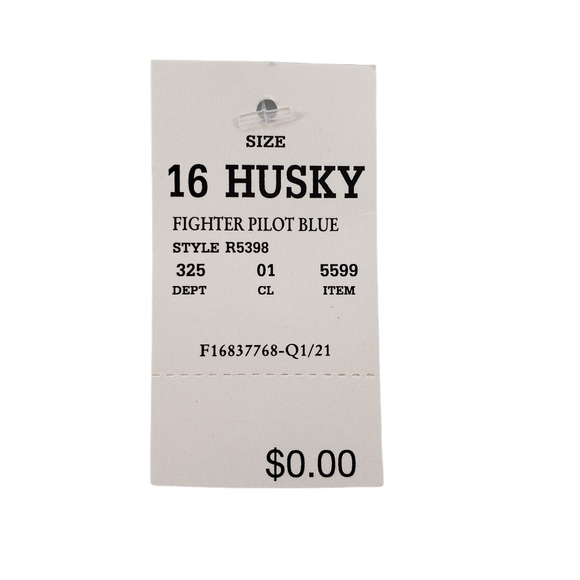 SIZE
16 HUSKY
FIGHTER PILOT BLUE
STYLE R5398
325 01 5599
DEPT CL ITEM
F16837768-Q1/21
$0.00